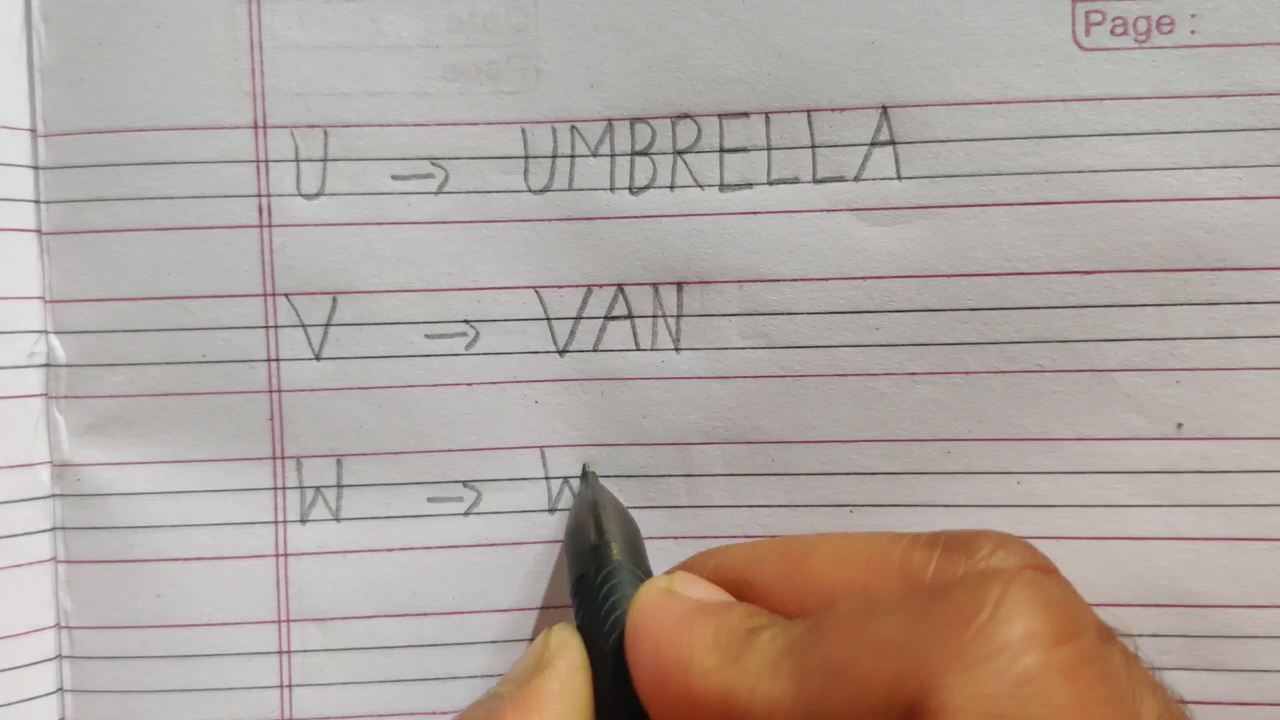 Page :
U → UMBRELLA
V → VAN
W → W